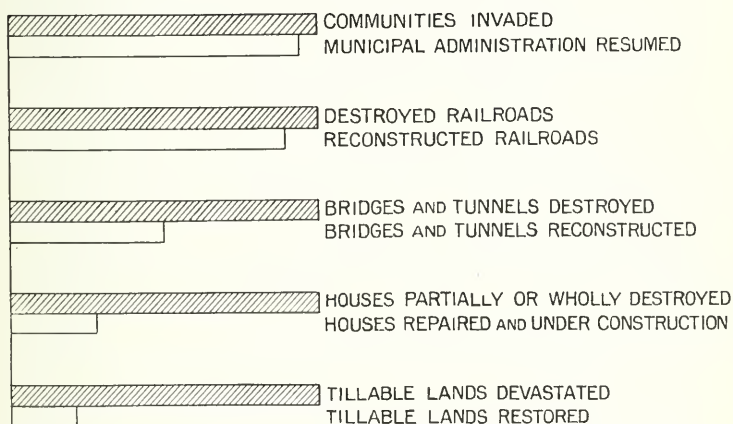 COMMUNITIES INVADED
MUNICIPAL ADMINISTRATION RESUMED
DESTROYED RAILROADS
RECONSTRUCTED RAILROADS
BRIDGES AND TUNNELS DESTROYED
BRIDGES AND TUNNELS RECONSTRUCTED
HOUSES PARTIALLY OR WHOLLY DESTROYED
HOUSES REPAIRED AND UNDER CONSTRUCTION
TILLABLE LANDS DEVASTATED
TILLABLE LANDS RESTORED